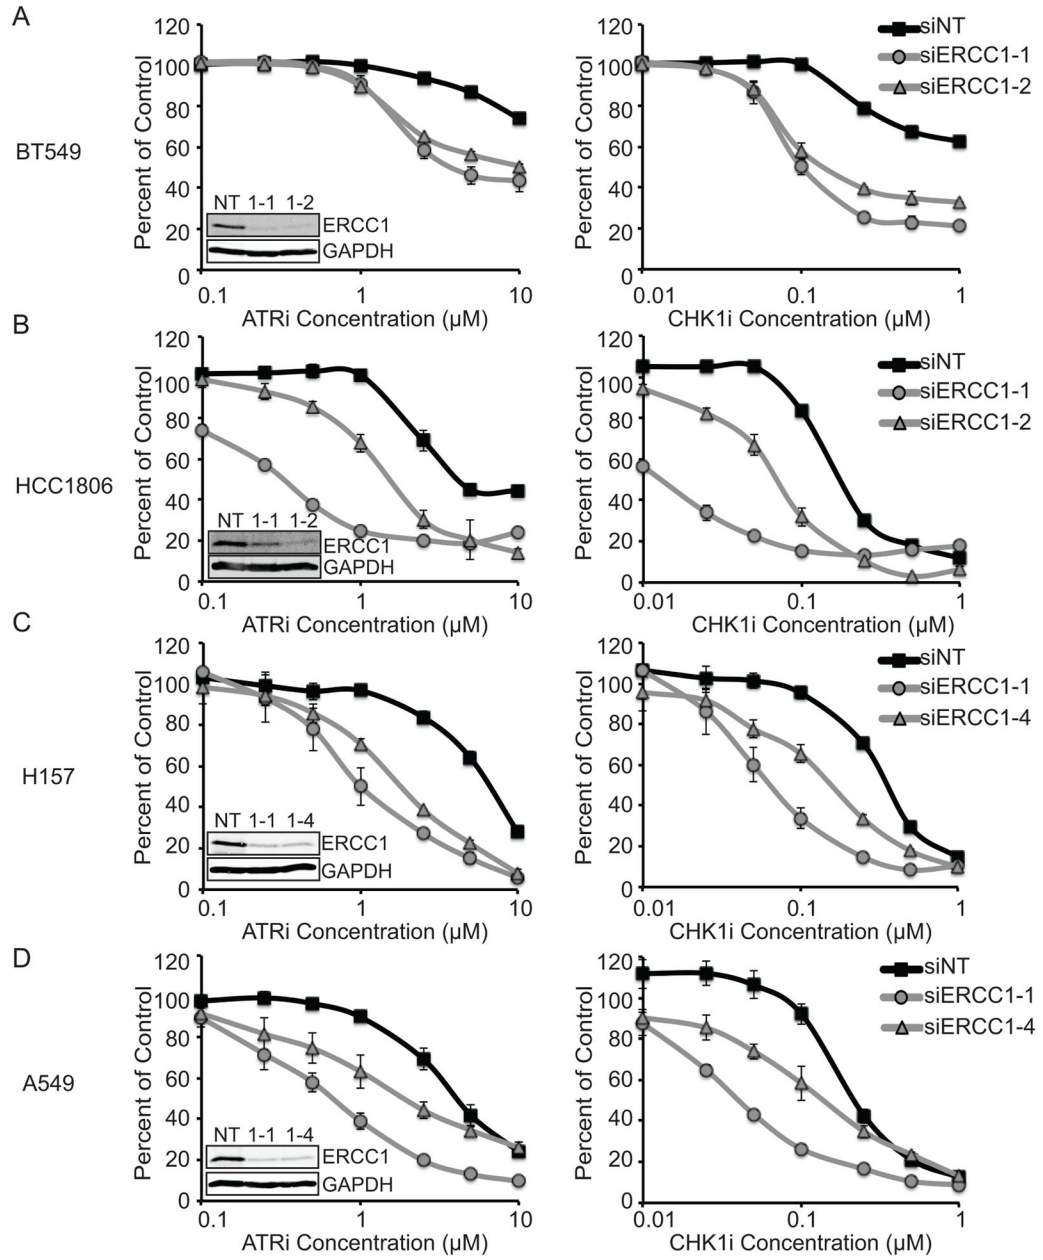 A
BT549
Percent of Control
120
100
80
60
40
20
0
0.1
1
10
ATRi Concentration (µM)
NT 1-1 1-2
ERCC1
GAPDH
Percent of Control
120
100
80
60
40
20
0
0.01
0.1
1
CHK1i Concentration (µM)
siNT
siERCC1-1
siERCC1-2
B
HCC1806
Percent of Control
120
100
80
60
40
20
0
0.1
1
10
ATRi Concentration (µM)
NT 1-1 1-2
ERCC1
GAPDH
Percent of Control
120
100
80
60
40
20
0
0.01
0.1
1
CHK1i Concentration (µM)
siNT
siERCC1-1
siERCC1-2
C
H157
Percent of Control
120
100
80
60
40
20
0
0.1
1
10
ATRi Concentration (µM)
NT 1-1 1-4
ERCC1
GAPDH
Percent of Control
120
100
80
60
40
20
0
0.01
0.1
1
CHK1i Concentration (µM)
siNT
siERCC1-1
siERCC1-4
D
A549
Percent of Control
120
100
80
60
40
20
0
0.1
1
10
ATRi Concentration (µM)
NT 1-1 1-4
ERCC1
GAPDH
Percent of Control
120
100
80
60
40
20
0
0.01
0.1
1
CHK1i Concentration (µM)
siNT
siERCC1-1
siERCC1-4